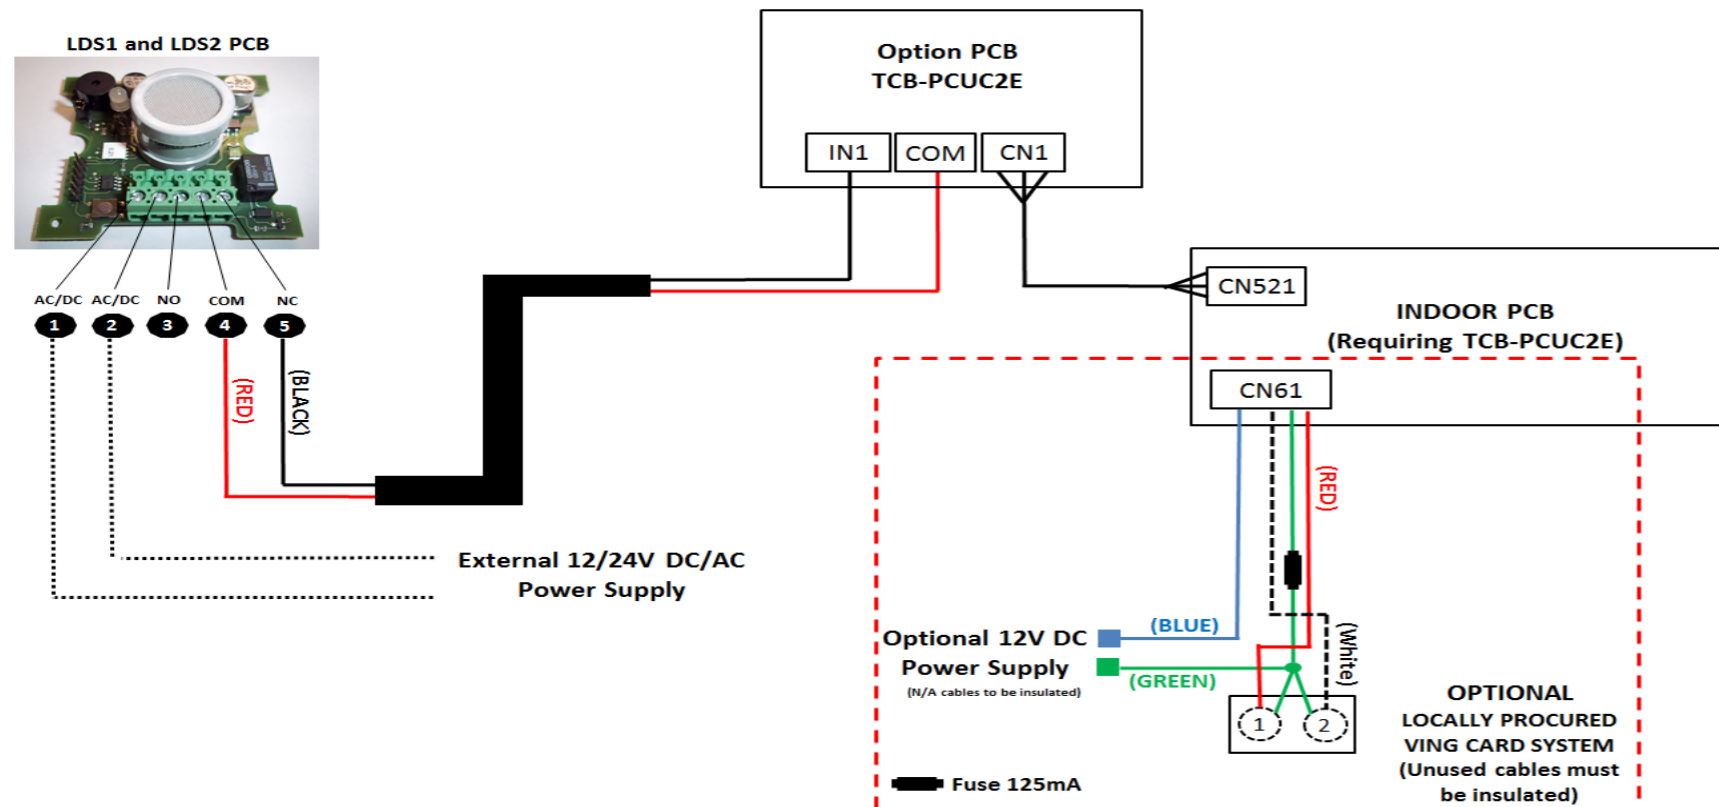 LDS1 and LDS2 PCB
AC/DC AC/DC NO COM NC
1 2 3 4 5
(RED)
(BLACK)
External 12/24V DC/AC
Power Supply
Option PCB
TCB-PCUC2E
IN1 COM CN1
CN521
INDOOR PCB
(Requiring TCB-PCUC2E)
CN61
(RED)
(BLUE)
Optional 12V DC
Power Supply
(N/A cables to be insulated)
(GREEN)
(White)
1 2
Fuse 125mA
OPTIONAL
LOCALLY PROCURED
VING CARD SYSTEM
(Unused cables must
be insulated)